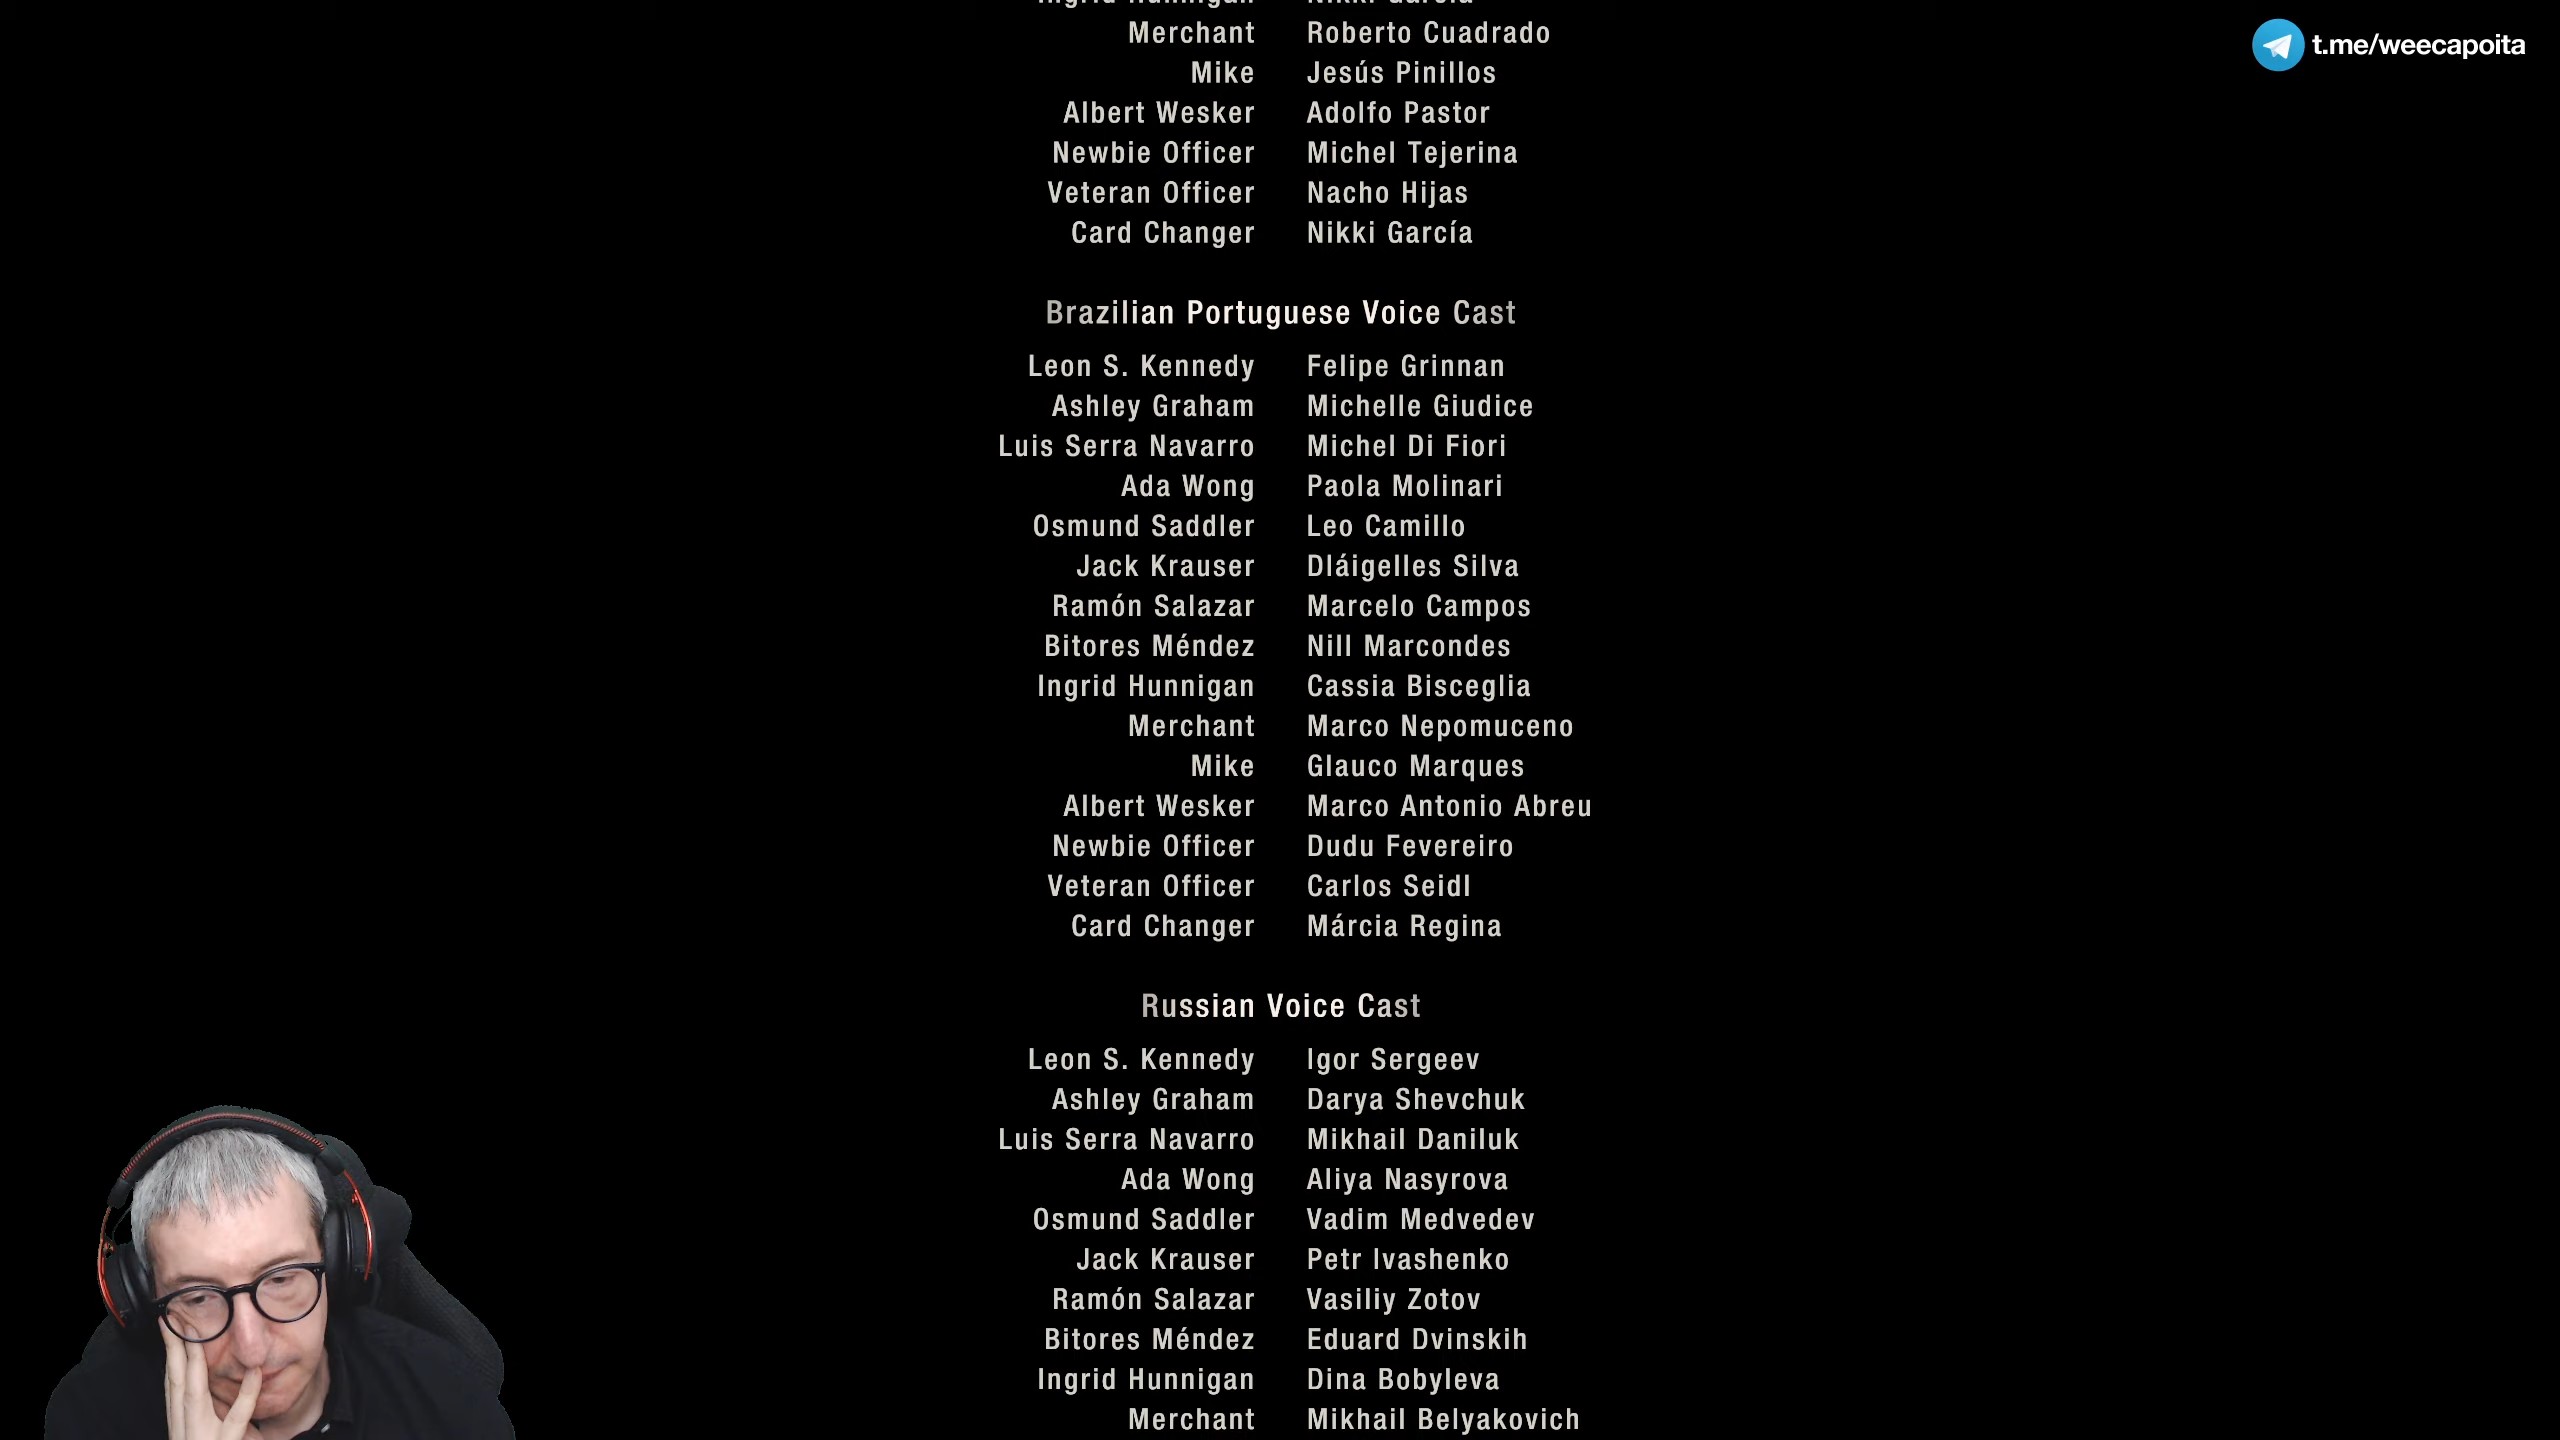 Ingrid Hunnigan Nikki García
Merchant Roberto Cuadrado
Mike Jesús Pinillos
Albert Wesker Adolfo Pastor
Newbie Officer Michel Tejerina
Veteran Officer Nacho Hijas
Card Changer Nikki García
Brazilian Portuguese Voice Cast
Leon S. Kennedy Felipe Grinnan
Ashley Graham Michelle Giudice
Luis Serra Navarro Michel Di Fiori
Ada Wong Paola Molinari
Osmund Saddler Leo Camillo
Jack Krauser Dláigelles Silva
Ramón Salazar Marcelo Campos
Bitores Méndez Nill Marcondes
Ingrid Hunnigan Cassia Bisceglia
Merchant Marco Nepomuceno
Mike Glauco Marques
Albert Wesker Marco Antonio Abreu
Newbie Officer Dudu Fevereiro
Veteran Officer Carlos Seidl
Card Changer Márcia Regina
Russian Voice Cast
Leon S. Kennedy Igor Sergeev
Ashley Graham Darya Shevchuk
Luis Serra Navarro Mikhail Daniluk
Ada Wong Aliya Nasyrova
Osmund Saddler Vadim Medvedev
Jack Krauser Petr Ivashenko
Ramón Salazar Vasiliy Zotov
Bitores Méndez Eduard Dvinskih
Ingrid Hunnigan Dina Bobyleva
Merchant Mikhail Belyakovich
t.me/weecapoita